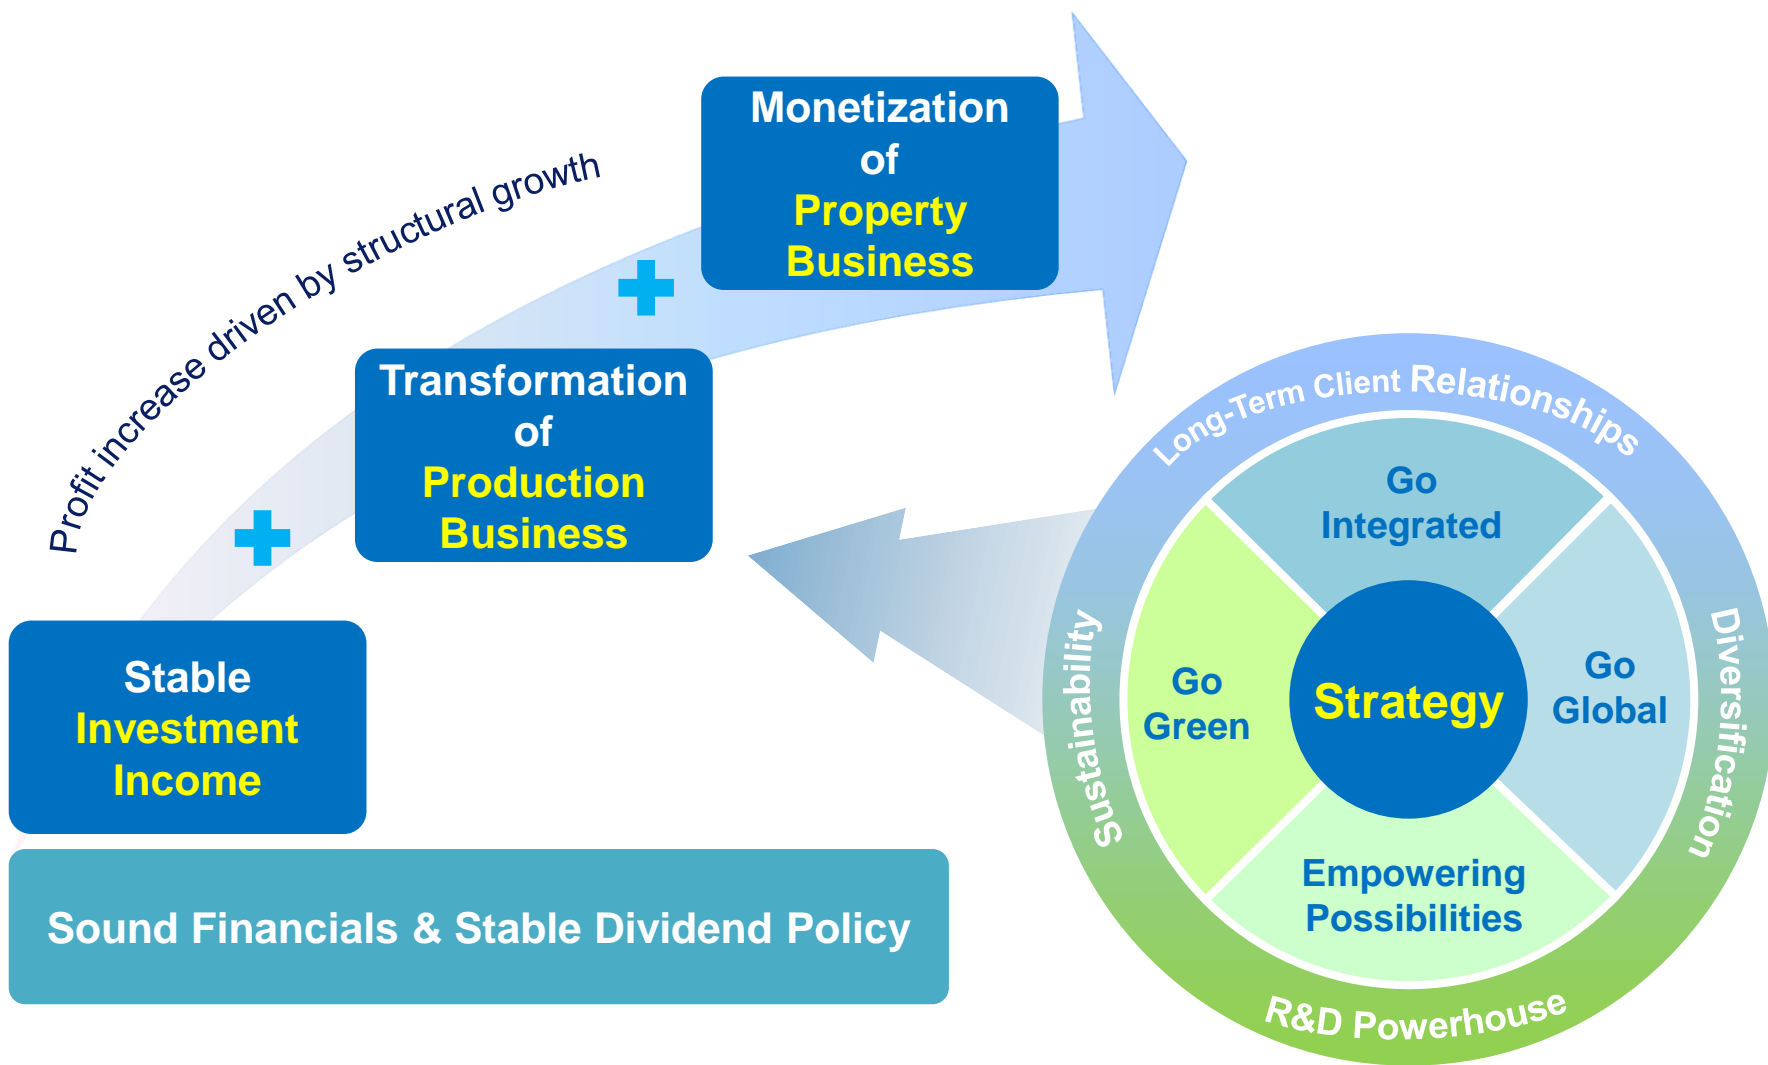 Profit increase driven by structural growth
Monetization
of
Property
Business
Transformation
of
Production
Business
Stable
Investment
Income
Sound Financials & Stable Dividend Policy
Long-Term Client Relationships
Go
Integrated
Sustainability
Go
Green
Strategy
Go
Global
Diversification
Empowering
Possibilities
R&D Powerhouse